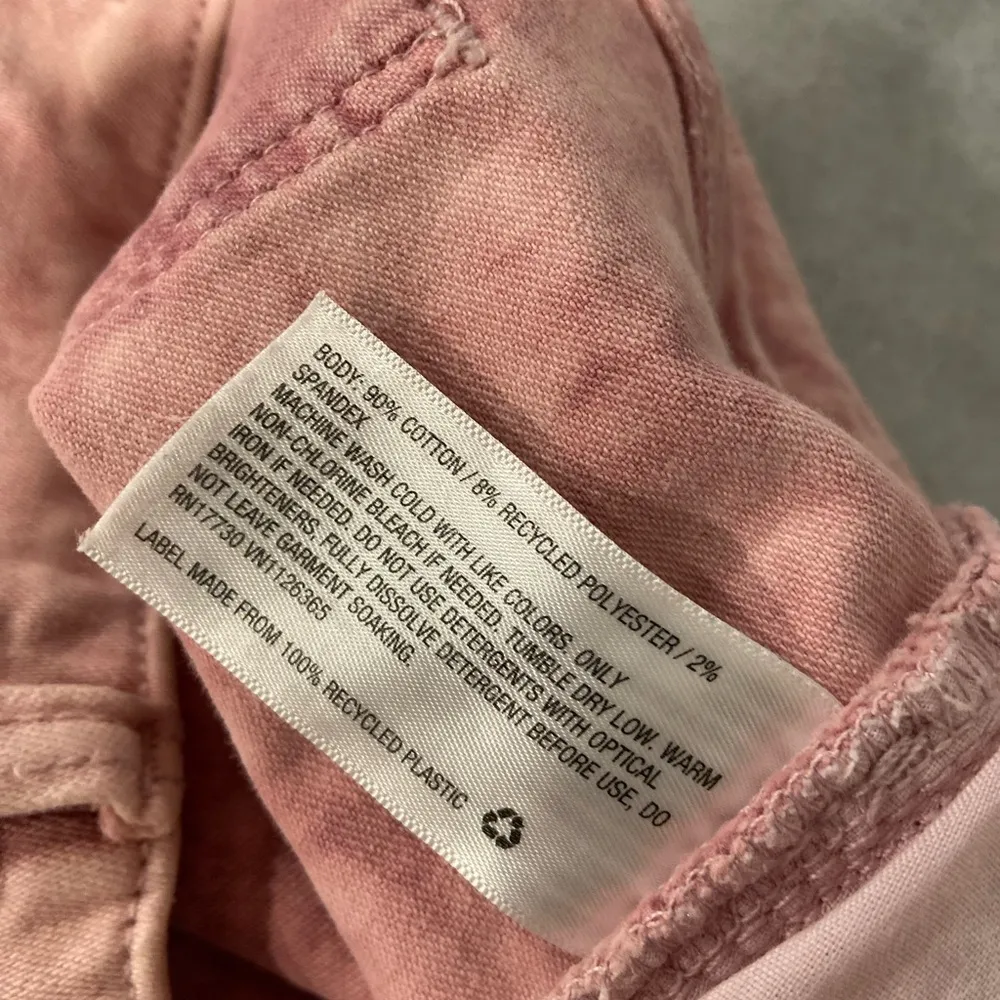 BODY: 90% COTTON / 8% RECYCLED POLYESTER / 2%
SPANDEX
MACHINE WASH COLD WITH LIKE COLORS. ONLY
NON-CHLORINE BLEACH IF NEEDED. TUMBLE DRY LOW. WARM
IRON IF NEEDED. DO NOT USE DETERGENTS WITH OPTICAL
BRIGHTENERS. FULLY DISSOLVE DETERGENT BEFORE USE, DO
NOT LEAVE GARMENT SOAKING.
RN17730 VN1126365
LABEL MADE FROM 100% RECYCLED PLASTIC